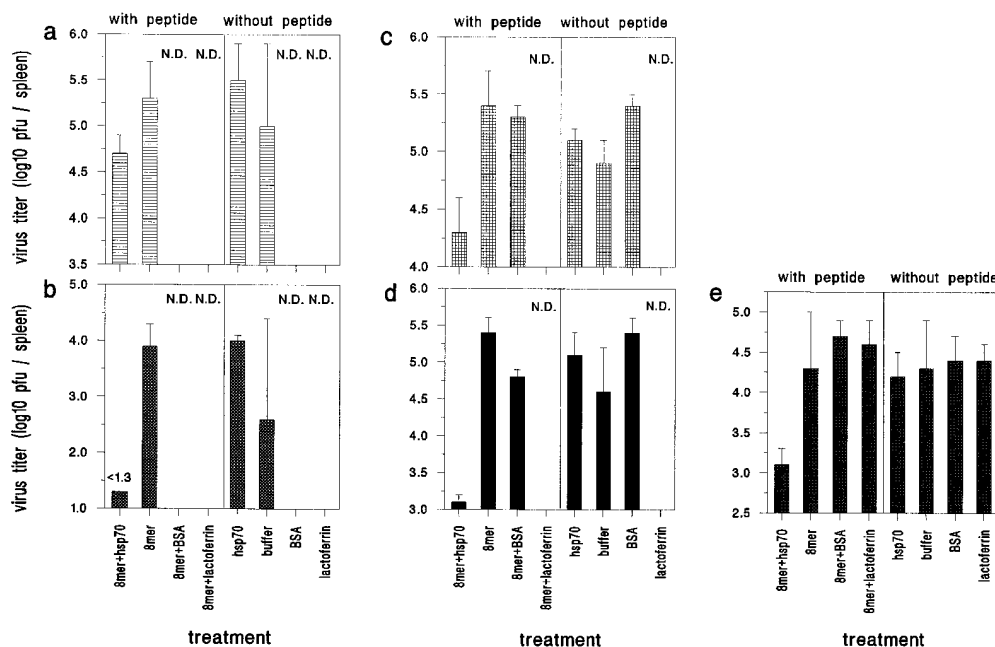 a
with peptide
without peptide
N.D. N.D.
N.D. N.D.
virus titer (log10 pfu / spleen)
6.0
5.5
5.0
4.5
4.0
3.5
b
N.D. N.D.
N.D. N.D.
virus titer (log10 pfu / spleen)
5.0
4.0
3.0
2.0
1.0
<1.3
8mer+hsp70
8mer
8mer+BSA
8mer+lactoferrin
hsp70
buffer
BSA
lactoferrin
treatment
c
with peptide
without peptide
N.D.
N.D.
6.0
5.5
5.0
4.5
4.0
d
N.D.
N.D.
6.0
5.5
5.0
4.5
4.0
3.5
3.0
8mer+hsp70
8mer
8mer+BSA
8mer+lactoferrin
hsp70
buffer
BSA
lactoferrin
e
with peptide
without peptide
5.0
4.5
4.0
3.5
3.0
2.5
8mer+hsp70
8mer
8mer+BSA
8mer+lactoferrin
hsp70
buffer
BSA
lactoferrin
treatment